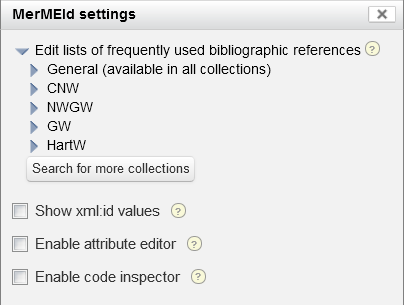 MerMEId settings
Edit lists of frequently used bibliographic references ?
General (available in all collections)
CNW
NWGW
GW
HartW
Search for more collections
Show xml:id values ?
Enable attribute editor ?
Enable code inspector ?